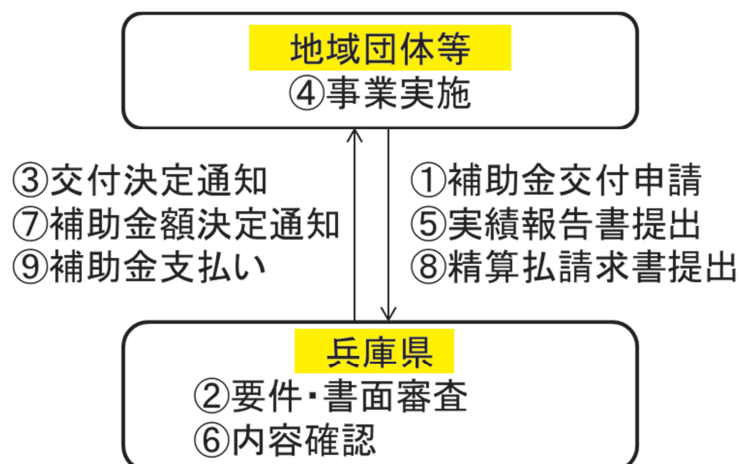 地域団体等
④事業実施
③交付決定通知
⑦補助金額決定通知
⑨補助金支払い
①補助金交付申請
⑤実績報告書提出
⑧精算払請求書提出
兵庫県
②要件・書面審査
⑥内容確認